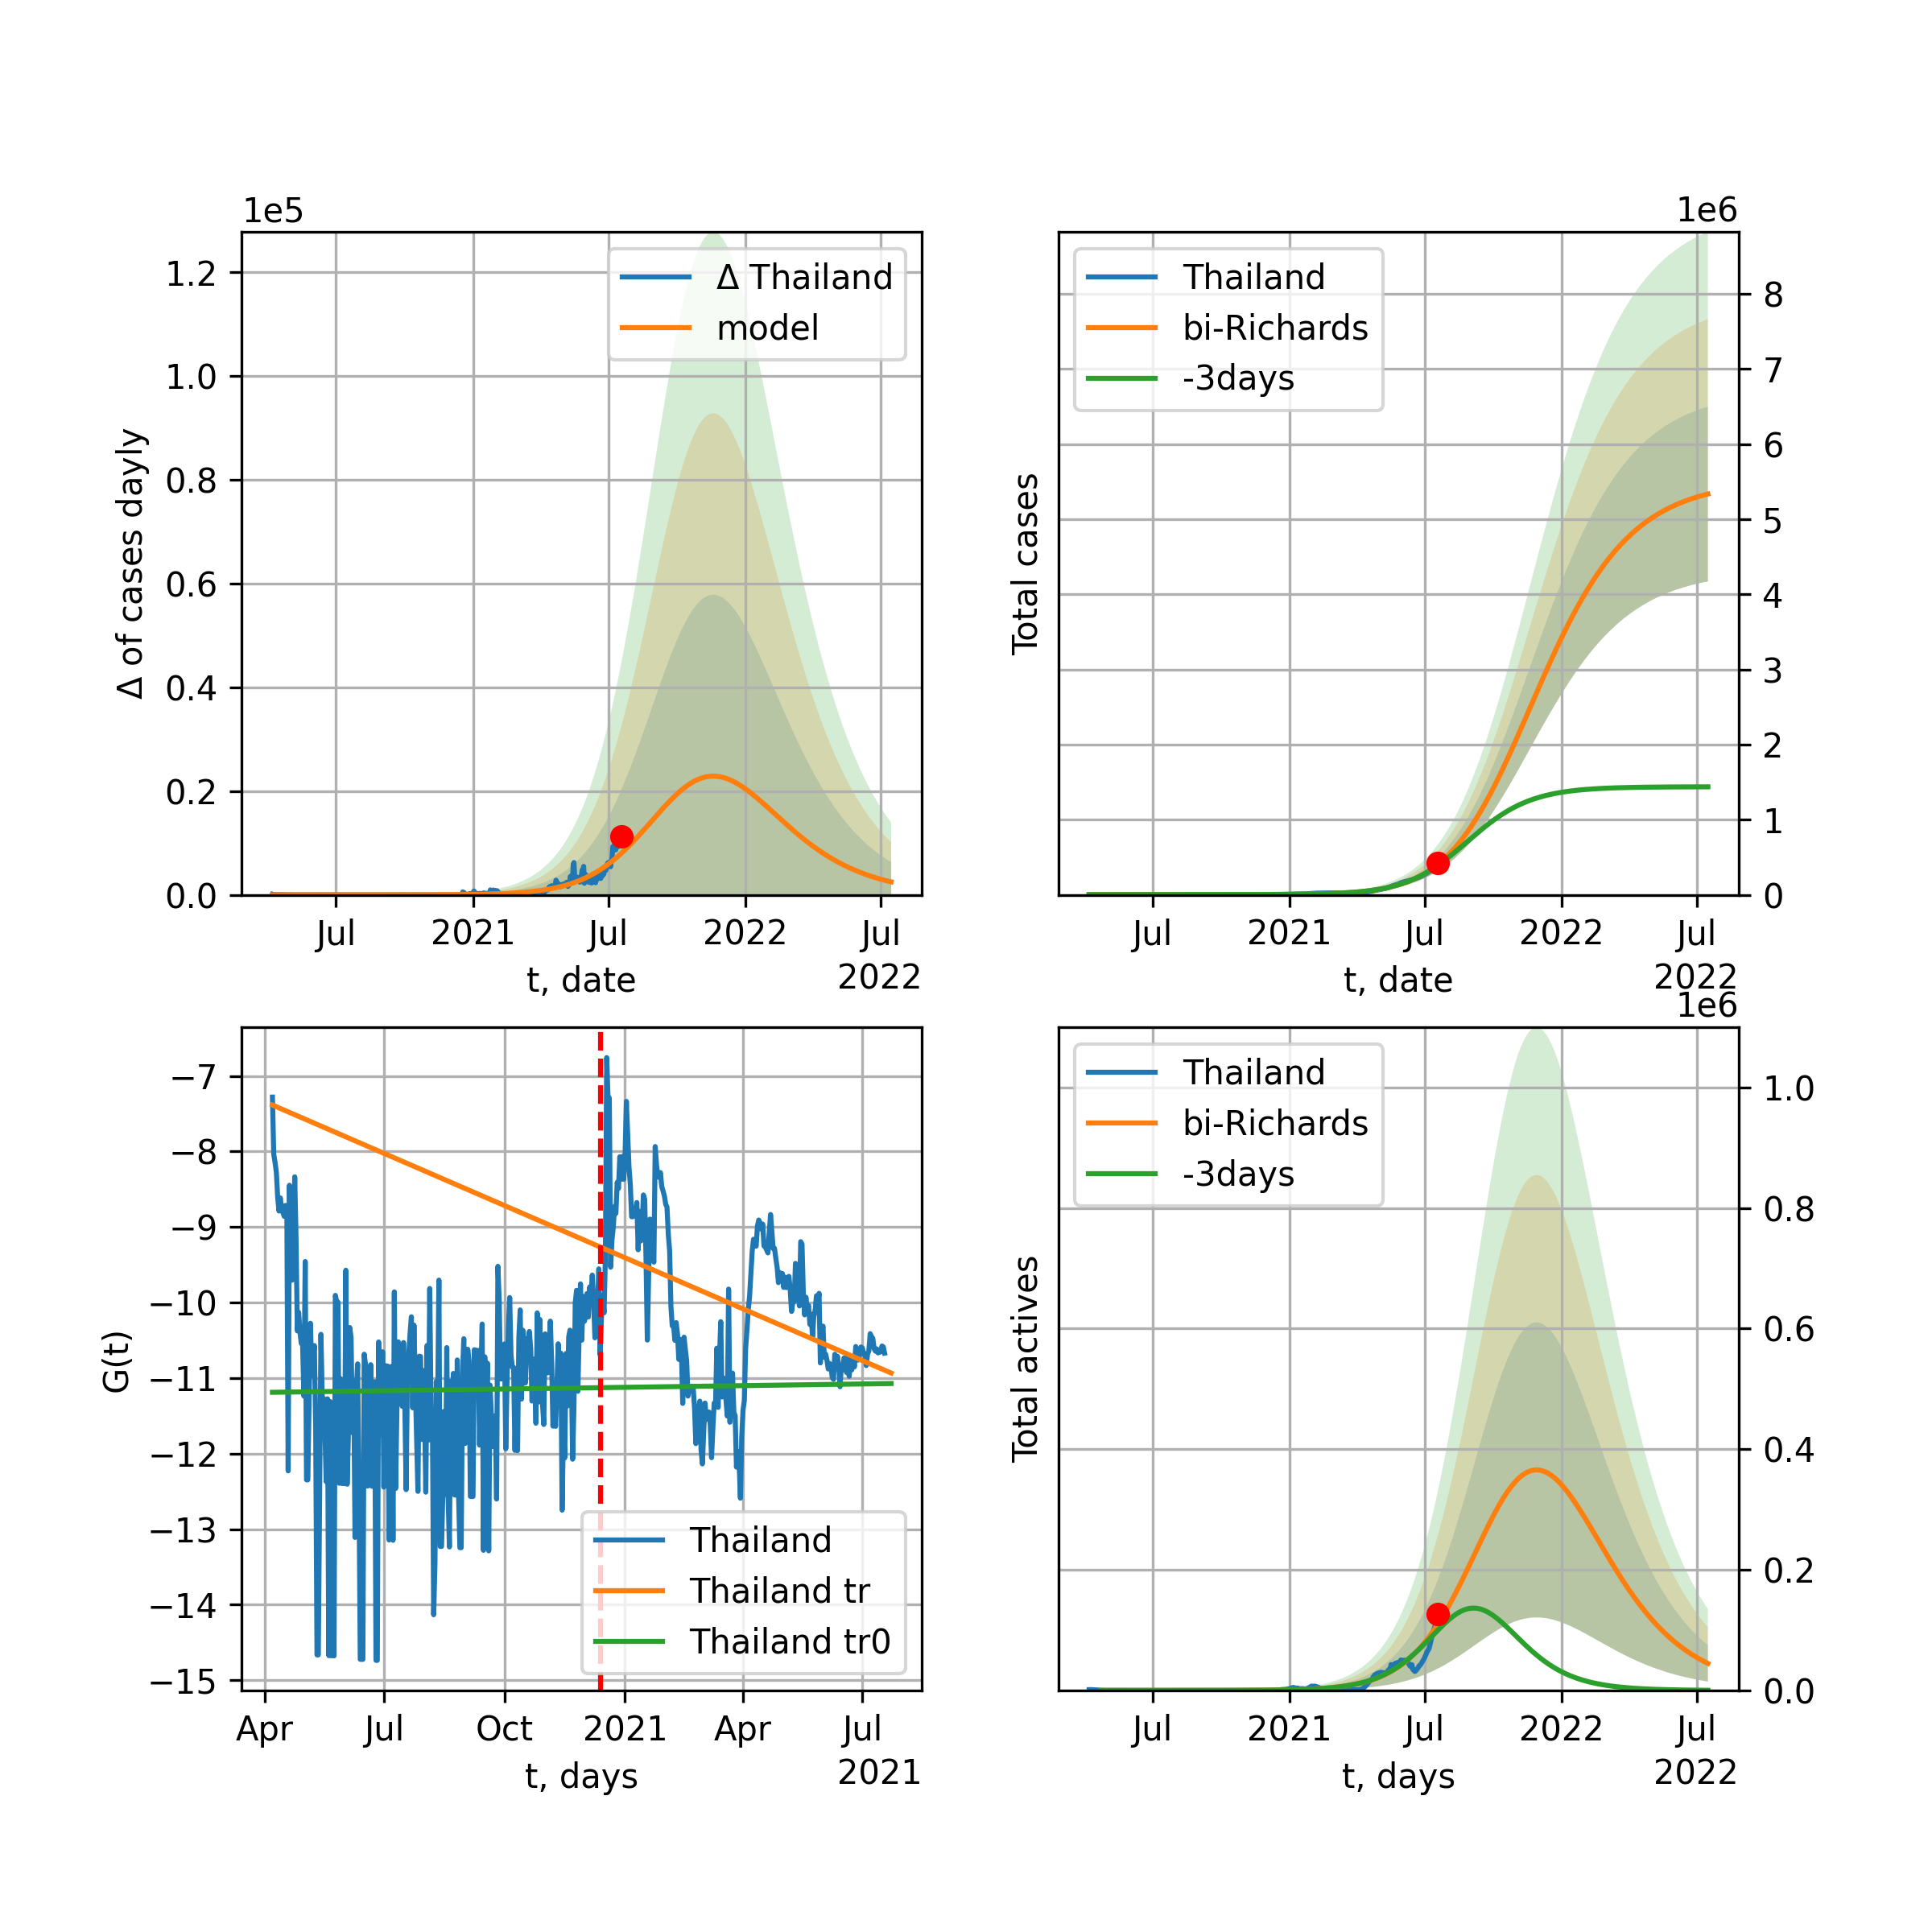 1e5
Δ of cases dayly
1.2
1.0
0.8
0.6
0.4
0.2
0.0
Δ Thailand
model
Jul
2021
Jul
2022
Jul
2022
t, date
1e6
Total cases
Thailand
bi-Richards
-3days
8
7
6
5
4
3
2
1
0
Jul
2021
Jul
2022
Jul
2022
t, date
G(t)
−7
−8
−9
−10
−11
−12
−13
−14
−15
Thailand
Thailand tr
Thailand tr0
Apr
Jul
Oct
2021
Apr
Jul
2021
t, days
1e6
Total actives
Thailand
bi-Richards
-3days
1.0
0.8
0.6
0.4
0.2
0.0
Jul
2021
Jul
2022
Jul
2022
t, days